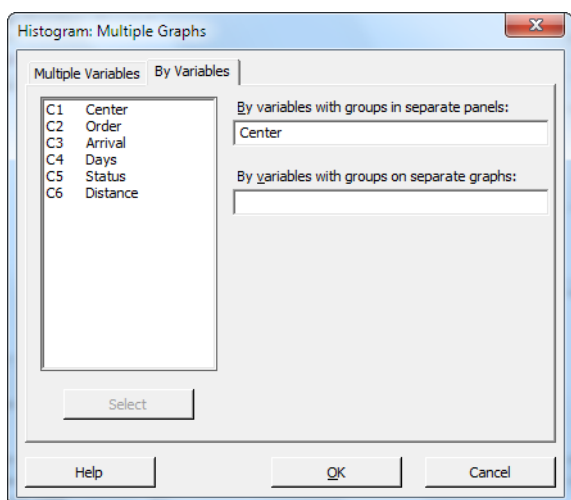 Histogram: Multiple Graphs
Multiple Variables By Variables
C1 Center
C2 Order
C3 Arrival
C4 Days
C5 Status
C6 Distance
By variables with groups in separate panels:
Center
By variables with groups on separate graphs:
Select
Help OK Cancel